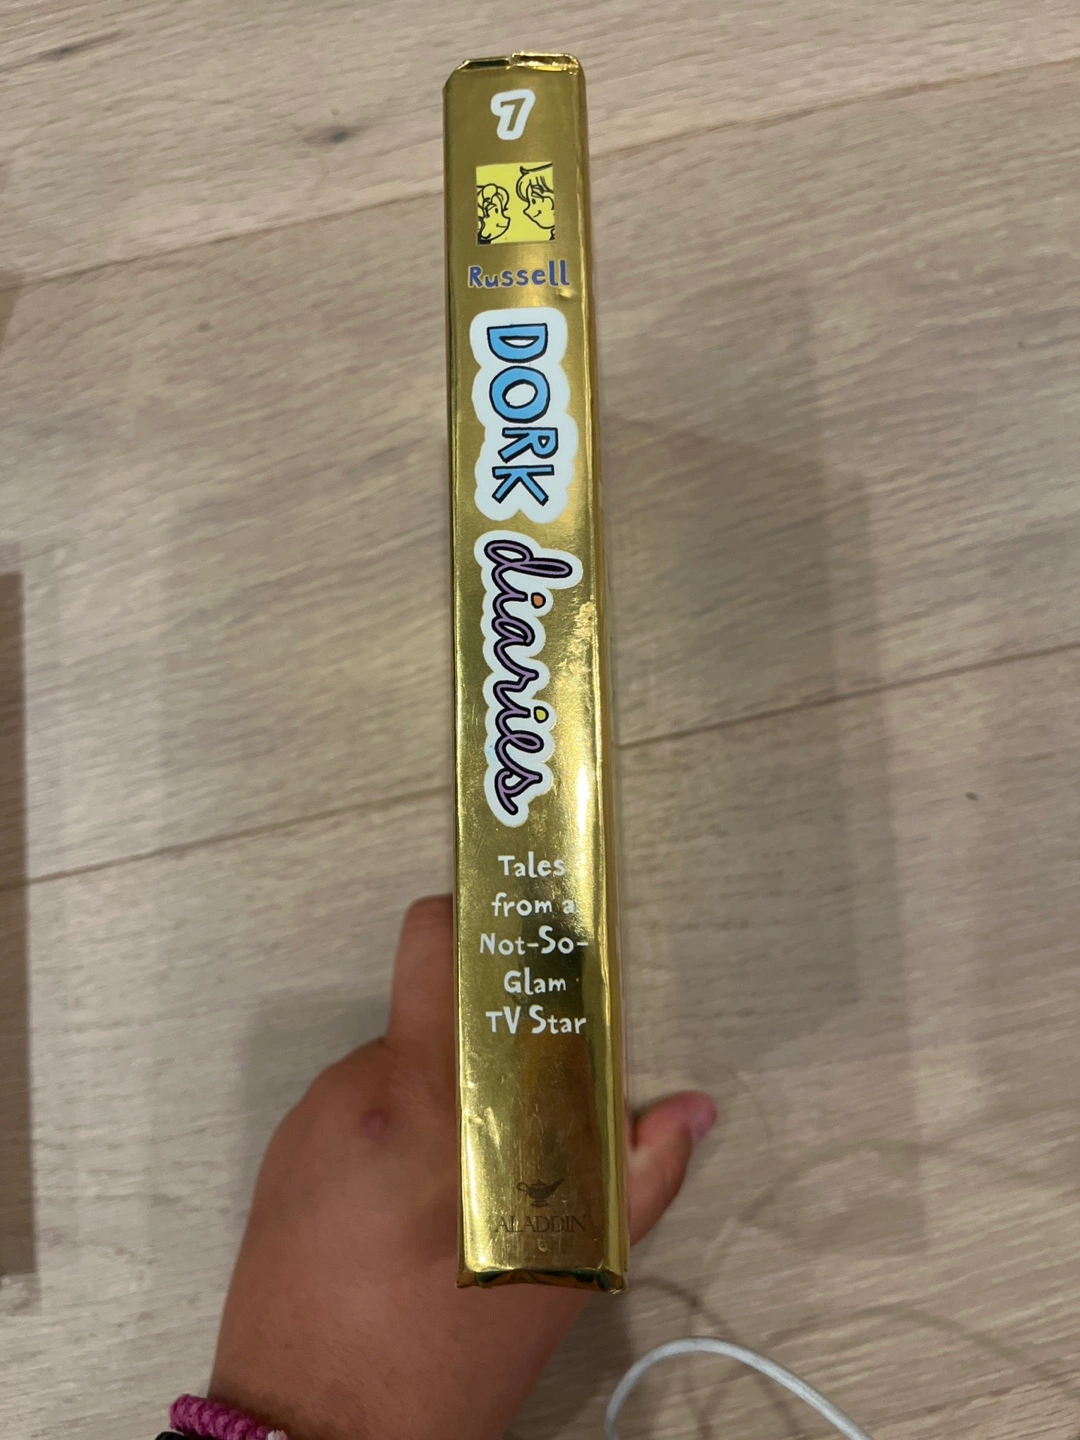 7
Russell
DORK
diaries
Tales
from a
Not-So-
Glam
TV Star
ALADDIN